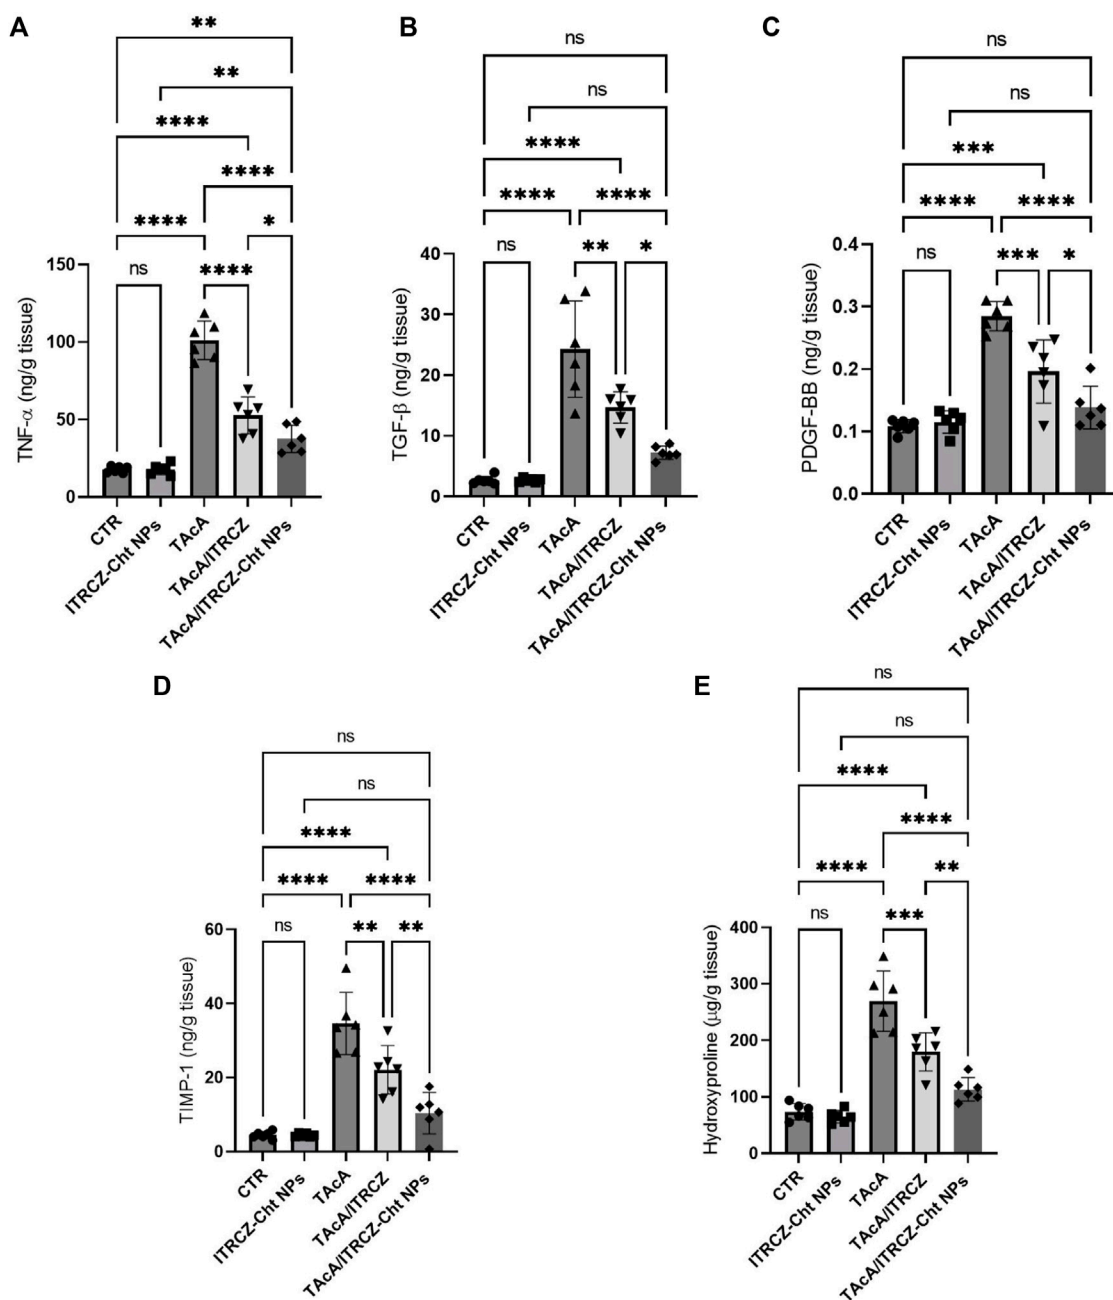 A
**
**
****
****
****
*
ns
****
150
100
50
0
TNF-α (ng/g tissue)
CTR
ITRCZ-Cht NPs
TAcA
TAcA/ITRCZ
TAcA/ITRCZ-Cht NPs
B
ns
ns
****
****
****
ns
**
*
40
30
20
10
0
TGF-β (ng/g tissue)
CTR
ITRCZ-Cht NPs
TAcA
TAcA/ITRCZ
TAcA/ITRCZ-Cht NPs
C
ns
ns
***
****
****
ns
***
*
0.4
0.3
0.2
0.1
0.0
PDGF-BB (ng/g tissue)
CTR
ITRCZ-Cht NPs
TAcA
TAcA/ITRCZ
TAcA/ITRCZ-Cht NPs
D
ns
ns
****
****
****
ns
**
**
60
40
20
0
TIMP-1 (ng/g tissue)
CTR
ITRCZ-Cht NPs
TAcA
TAcA/ITRCZ
TAcA/ITRCZ-Cht NPs
E
ns
ns
****
****
****
**
ns
***
400
300
200
100
0
Hydroxyproline (μg/g tissue)
CTR
ITRCZ-Cht NPs
TAcA
TAcA/ITRCZ
TAcA/ITRCZ-Cht NPs